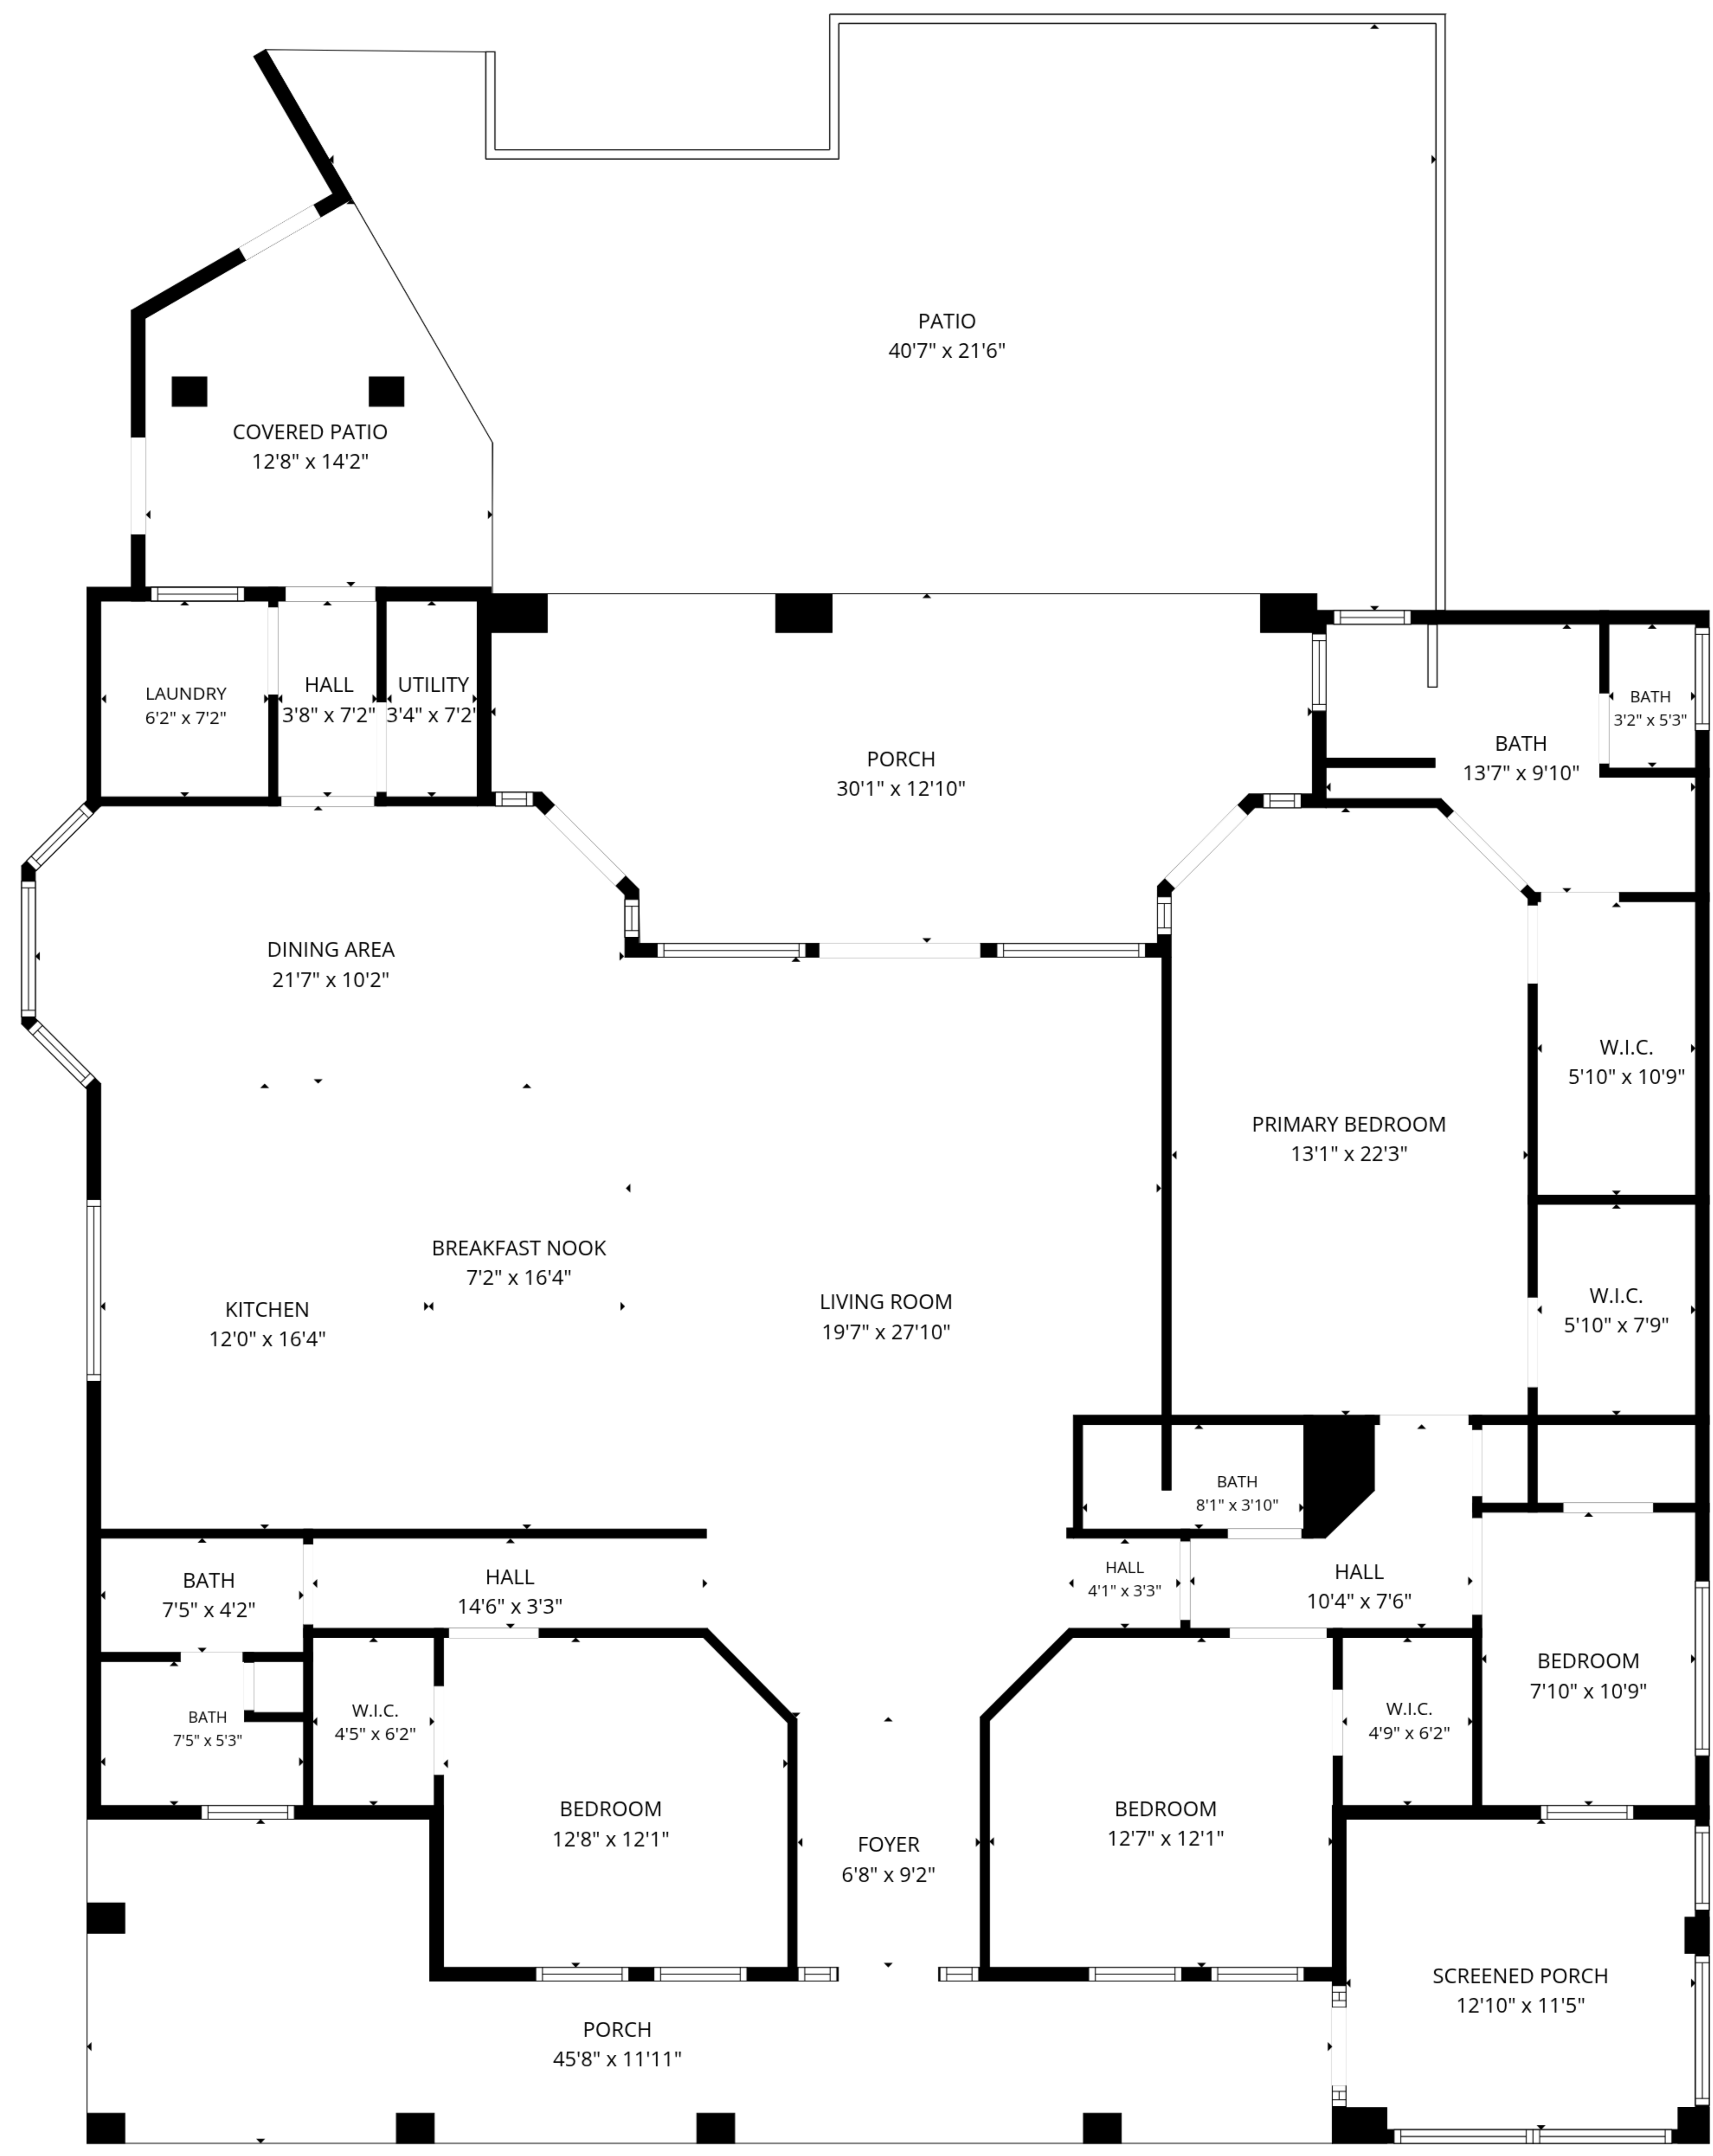 PATIO
40'7" x 21'6"
COVERED PATIO
12'8" x 14'2"
LAUNDRY
6'2" x 7'2"
HALL
3'8" x 7'2"
UTILITY
3'4" x 7'2"
PORCH
30'1" x 12'10"
BATH
13'7" x 9'10"
BATH
3'2" x 5'3"
DINING AREA
21'7" x 10'2"
W.I.C.
5'10" x 10'9"
PRIMARY BEDROOM
13'1" x 22'3"
BREAKFAST NOOK
7'2" x 16'4"
KITCHEN
12'0" x 16'4"
LIVING ROOM
19'7" x 27'10"
W.I.C.
5'10" x 7'9"
BATH
8'1" x 3'10"
BATH
7'5" x 4'2"
HALL
14'6" x 3'3"
HALL
4'1" x 3'3"
HALL
10'4" x 7'6"
BEDROOM
7'10" x 10'9"
BATH
7'5" x 5'3"
W.I.C.
4'5" x 6'2"
W.I.C.
4'9" x 6'2"
BEDROOM
12'8" x 12'1"
FOYER
6'8" x 9'2"
BEDROOM
12'7" x 12'1"
SCREENED PORCH
12'10" x 11'5"
PORCH
45'8" x 11'11"